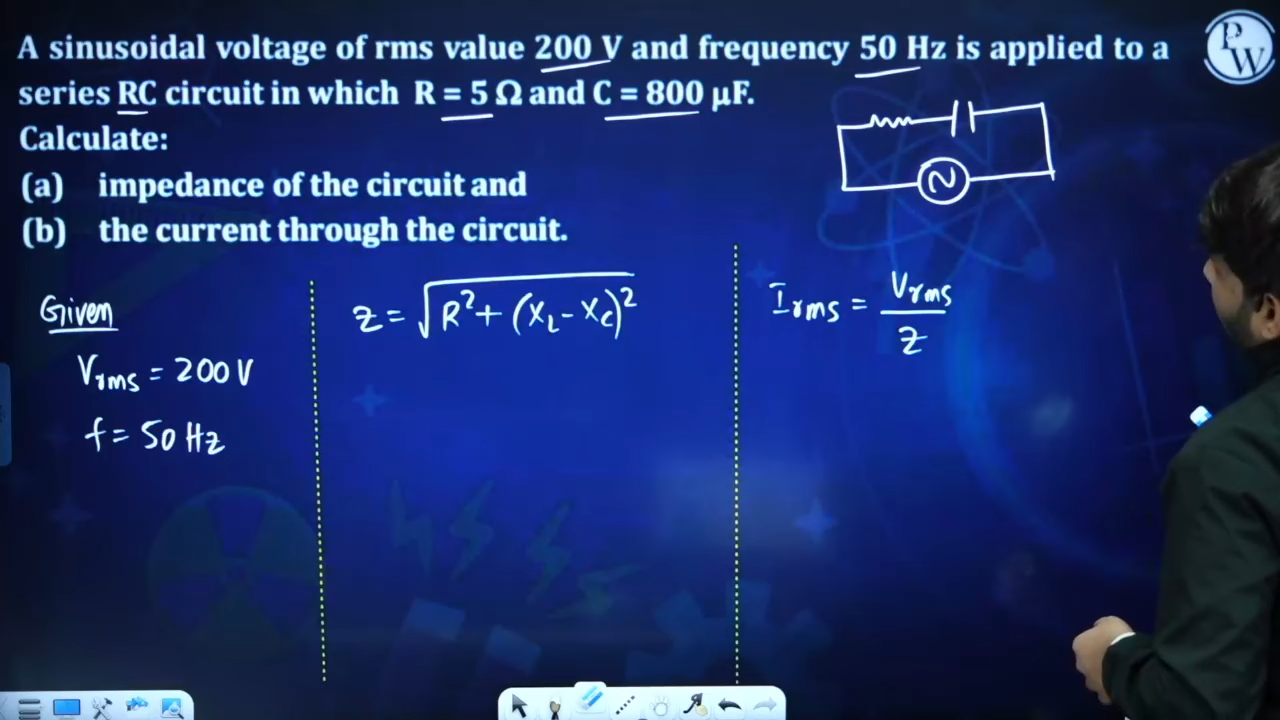 A sinusoidal voltage of rms value 200 V and frequency 50 Hz is applied to a
series RC circuit in which R = 5 Ω and C = 800 μF.
Calculate:
(a) impedance of the circuit and
(b) the current through the circuit.
Given
Vrms = 200 V
f = 50 Hz
z = √(R² + (X_L - X_C)²)
Irms = Vrms / z
PW